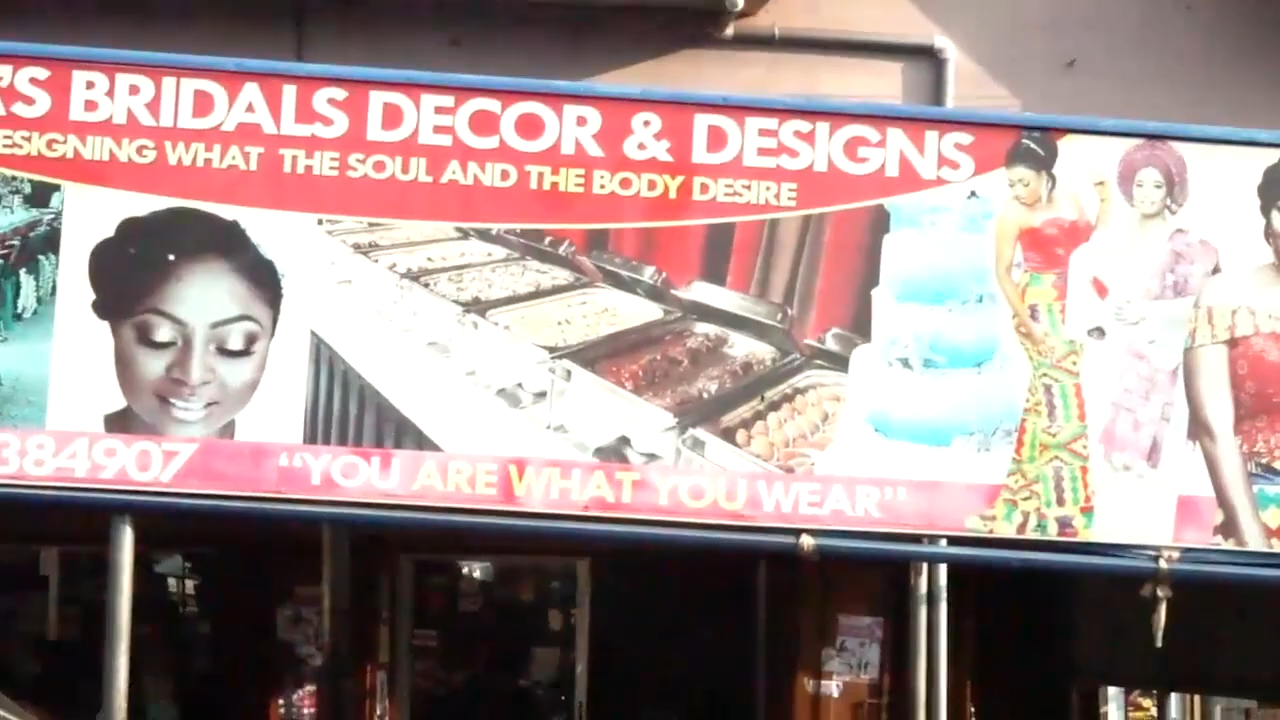 'S BRIDALS DECOR & DESIGNS
ESIGNING WHAT THE SOUL AND THE BODY DESIRE
384907
"YOU ARE WHAT YOU WEAR"